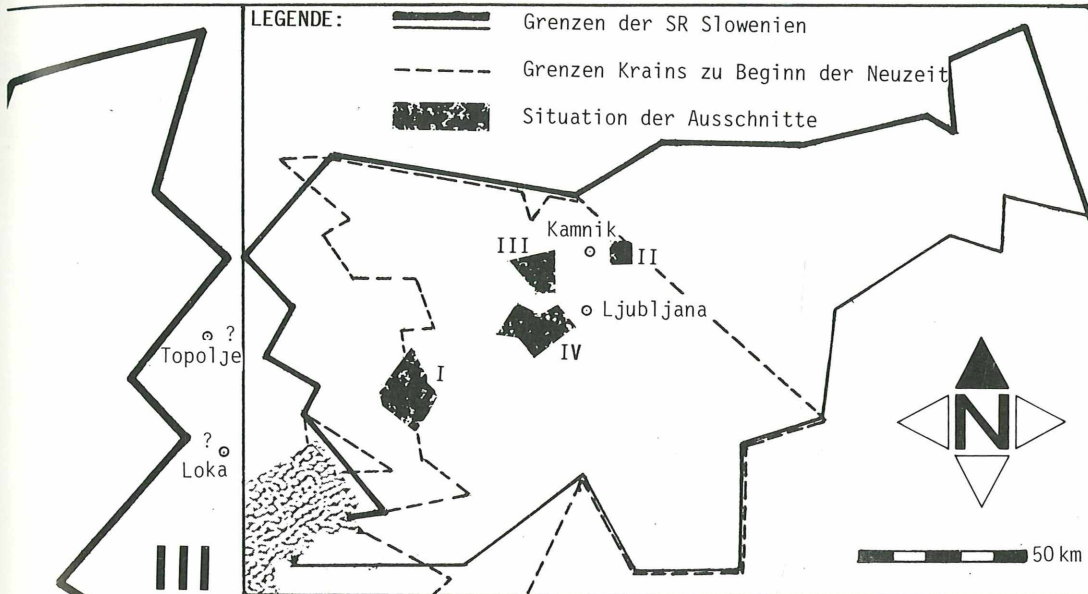 LEGENDE:
Grenzen der SR Slowenien
Grenzen Krains zu Beginn der Neuzeit
Situation der Ausschnitte
Kamnik
III
II
Ljubljana
IV
I
? 
Topolje
?
Loka
III
N
50 km